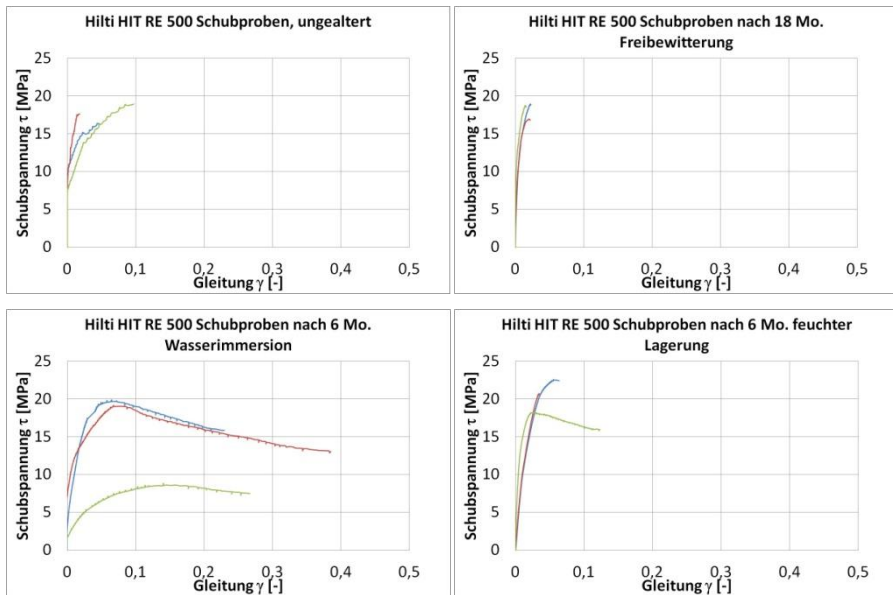 Hilti HIT RE 500 Schubproben, ungealtert
Schubspannung τ [MPa]
25
20
15
10
5
0
0 0,1 0,2 0,3 0,4 0,5
Gleitung γ [-]
Hilti HIT RE 500 Schubproben nach 18 Mo.
Freibewitterung
Schubspannung τ [MPa]
25
20
15
10
5
0
0 0,1 0,2 0,3 0,4 0,5
Gleitung γ [-]
Hilti HIT RE 500 Schubproben nach 6 Mo.
Wasserimmersion
Schubspannung τ [MPa]
25
20
15
10
5
0
0 0,1 0,2 0,3 0,4 0,5
Gleitung γ [-]
Hilti HIT RE 500 Schubproben nach 6 Mo. feuchter
Lagerung
Schubspannung τ [MPa]
25
20
15
10
5
0
0 0,1 0,2 0,3 0,4 0,5
Gleitung γ [-]